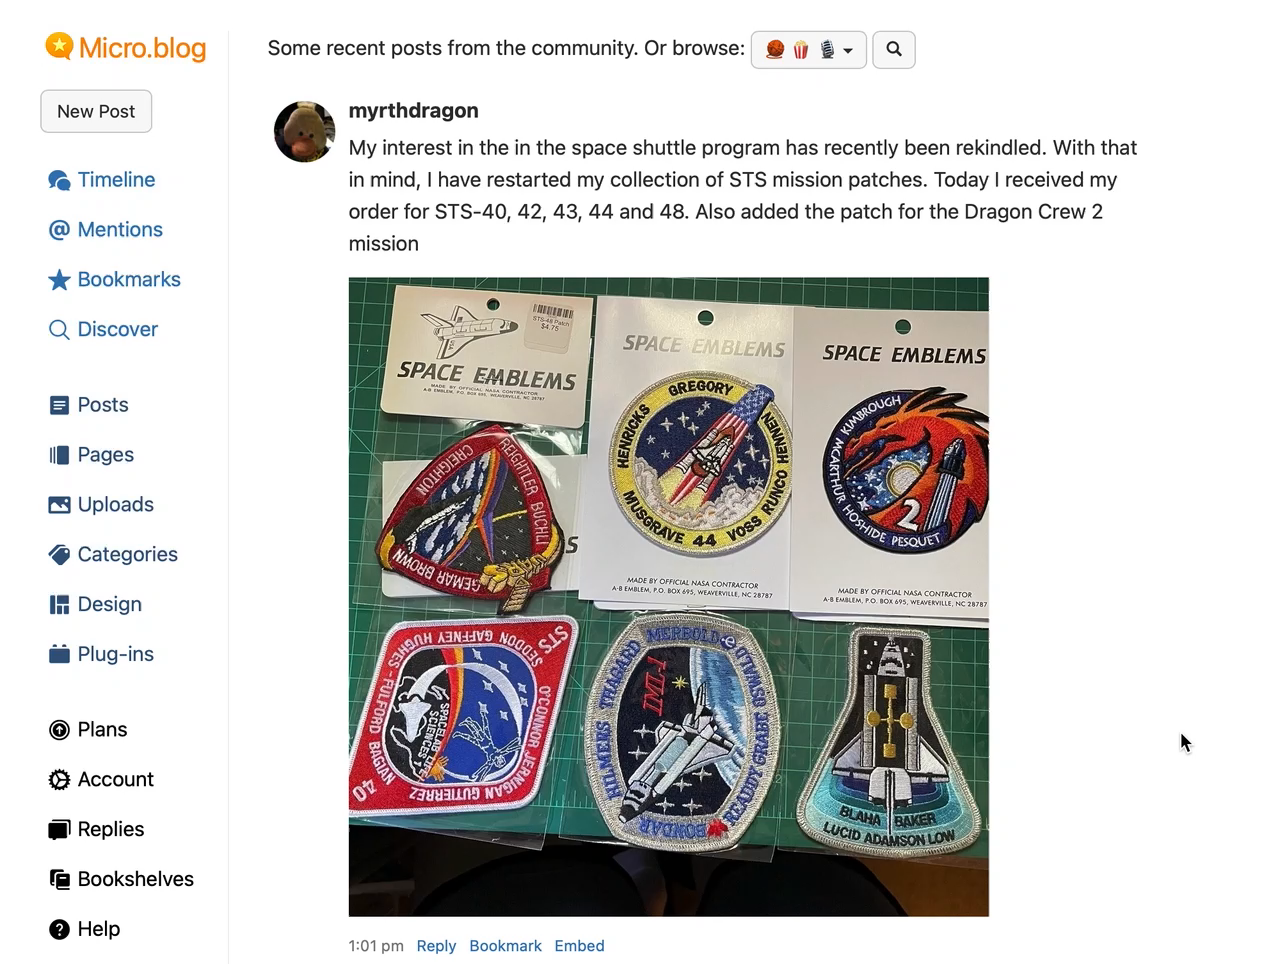 Micro.blog
Some recent posts from the community. Or browse:
New Post
Timeline
Mentions
Bookmarks
Discover
Posts
Pages
Uploads
Categories
Design
Plug-ins
Plans
Account
Replies
Bookshelves
Help
myrthdragon
My interest in the in the space shuttle program has recently been rekindled. With that
in mind, I have restarted my collection of STS mission patches. Today I received my
order for STS-40, 42, 43, 44 and 48. Also added the patch for the Dragon Crew 2
mission
STS-48 Patch
$4.75
SPACE EMBLEMS
MADE BY OFFICIAL NASA CONTRACTOR
A-B EMBLEM, P.O. BOX 695, WEAVERVILLE, NC 28787
SPACE EMBLEMS
GREGORY
HENRICKS
HENNEN
MUSGRAVE 44 VOSS RUNCO
MADE BY OFFICIAL NASA CONTRACTOR
A-B EMBLEM, P.O. BOX 695, WEAVERVILLE, NC 28787
SPACE EMBLEMS
MCARTHUR KIMBROUGH
HOSHIDE PESQUET
2
MADE BY OFFICIAL NASA CONTRACTOR
A-B EMBLEM, P.O. BOX 695, WEAVERVILLE, NC 28787
CREIGHTON
REIGHTLER BUCHLI
GEMAR BROWN
S
STS
SEDDON GAFFNEY HUGHES-FULFORD BAGIAN
40
O'CONNOR JERNIGAN GUTIERREZ
SPACELAB
LIFE
SCIENCES
MERBOLD
THAGARD
HILMERS
IML-1
OSWALD
GRABE
READDY
BONDAR
BLAHA BAKER
LUCID ADAMSON LOW
1:01 pm Reply Bookmark Embed